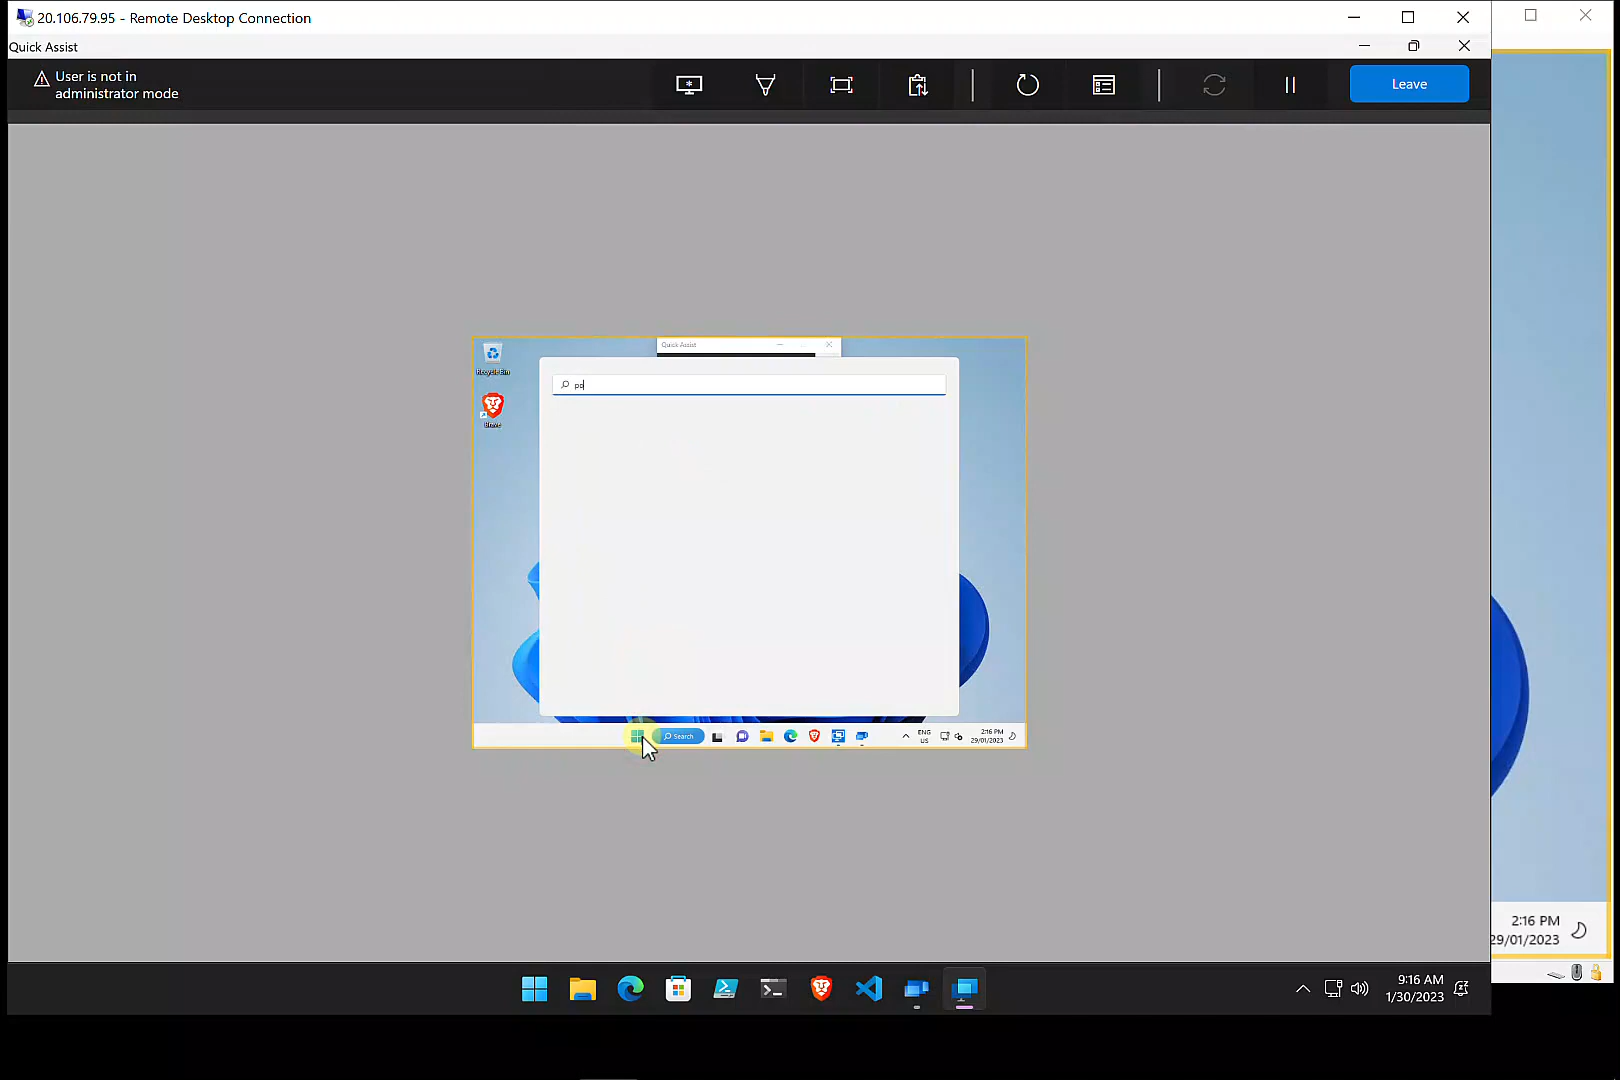 20.106.79.95 - Remote Desktop Connection
Quick Assist
User is not in
administrator mode
Leave
Quick Assist
Recycle Bin
Brave
Search
ENG
US
2:16 PM
29/01/2023
2:16 PM
29/01/2023
9:16 AM
1/30/2023